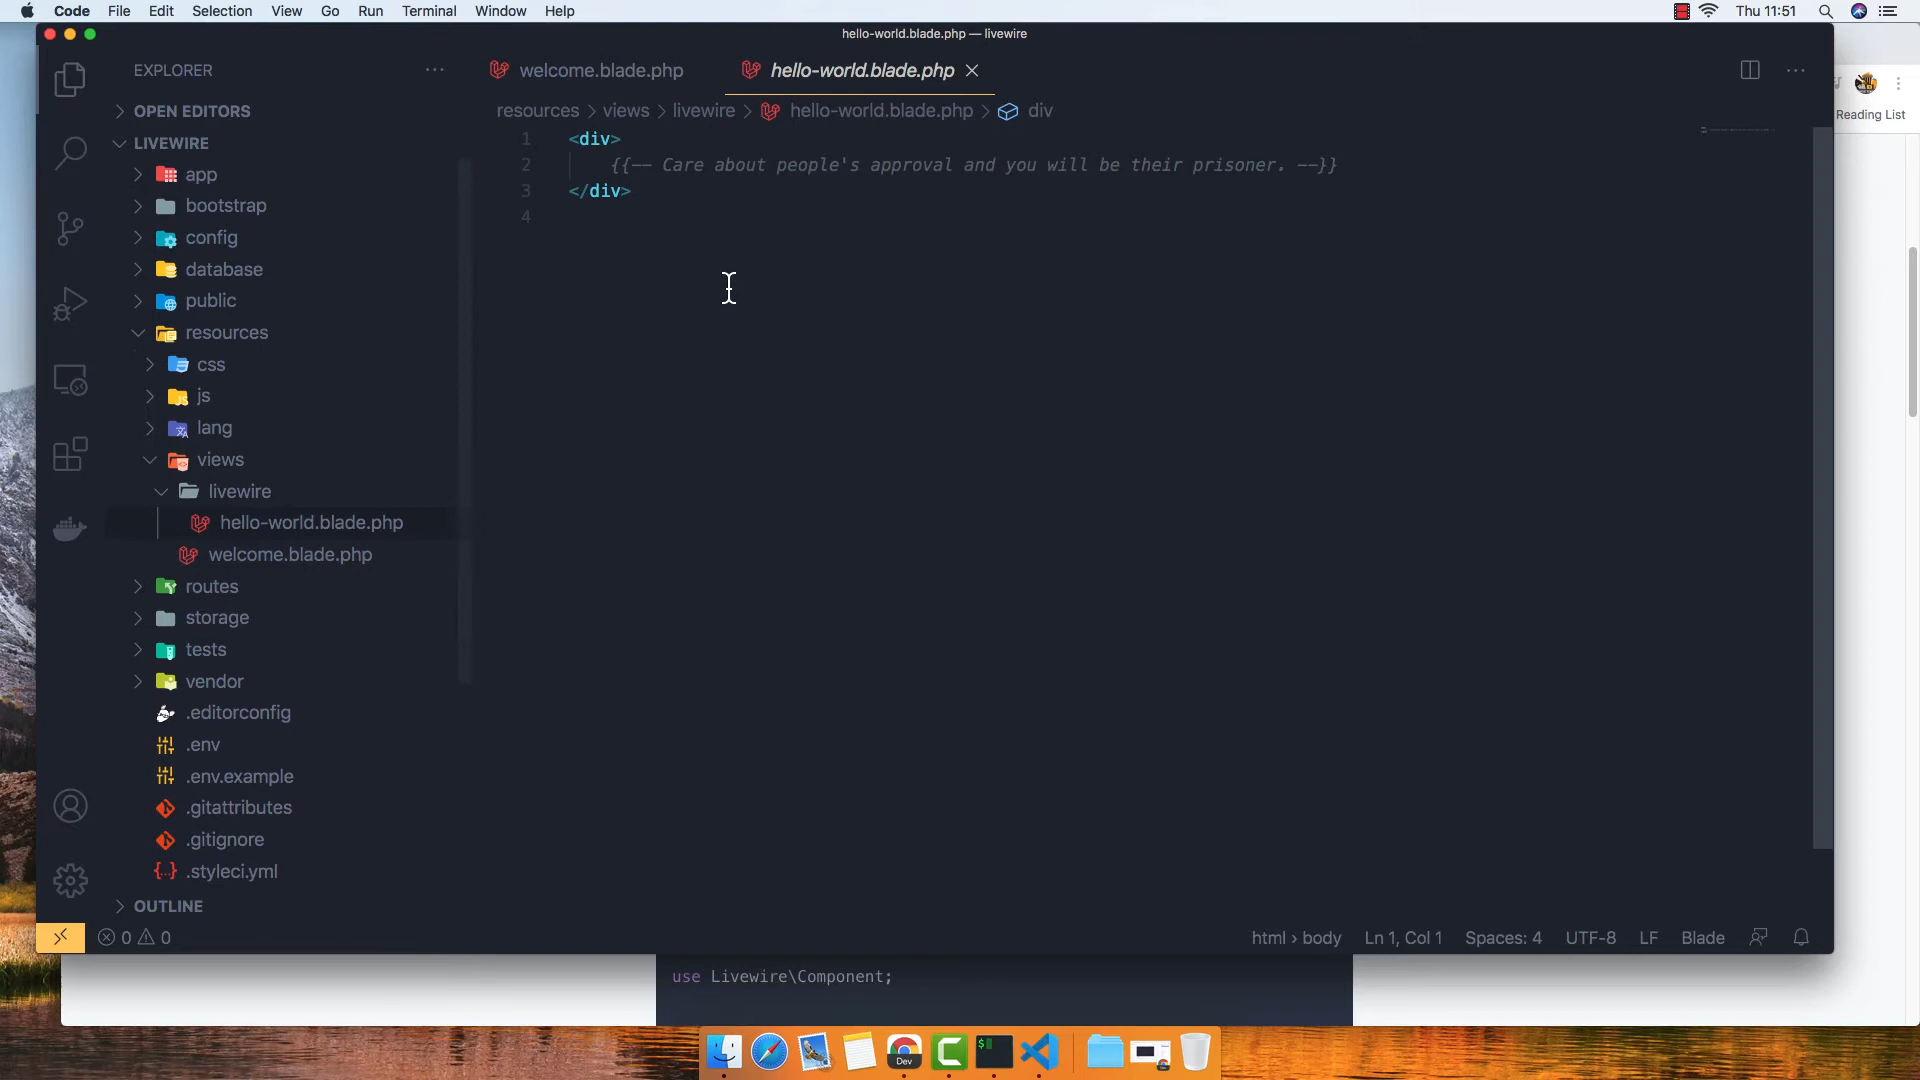 Code File Edit Selection View Go Run Terminal Window Help Thu 11:51
hello-world.blade.php — livewire
EXPLORER
welcome.blade.php hello-world.blade.php
Reading List
OPEN EDITORS
resources > views > livewire > hello-world.blade.php > div
LIVEWIRE
1 <div>
2 {{-- Care about people's approval and you will be their prisoner. --}}
3 </div>
4
app
bootstrap
config
database
public
resources
css
js
lang
views
livewire
hello-world.blade.php
welcome.blade.php
routes
storage
tests
vendor
.editorconfig
.env
.env.example
.gitattributes
.gitignore
.styleci.yml
OUTLINE
0 0 html › body Ln 1, Col 1 Spaces: 4 UTF-8 LF Blade
use Livewire\Component;
Dev